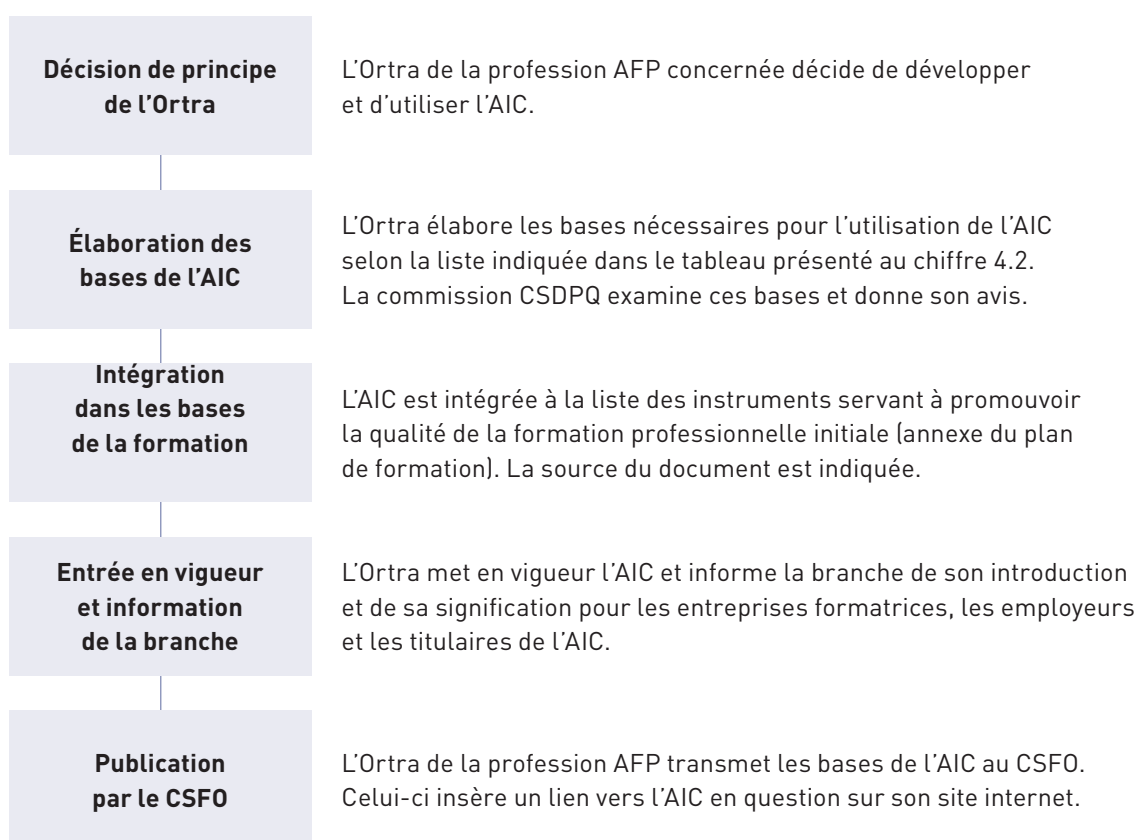 Décision de principe
de l’Ortra
L’Ortra de la profession AFP concernée décide de développer
et d’utiliser l’AIC.
Élaboration des
bases de l’AIC
L’Ortra élabore les bases nécessaires pour l’utilisation de l’AIC
selon la liste indiquée dans le tableau présenté au chiffre 4.2.
La commission CSDPQ examine ces bases et donne son avis.
Intégration
dans les bases
de la formation
L’AIC est intégrée à la liste des instruments servant à promouvoir
la qualité de la formation professionnelle initiale (annexe du plan
de formation). La source du document est indiquée.
Entrée en vigueur
et information
de la branche
L’Ortra met en vigueur l’AIC et informe la branche de son introduction
et de sa signification pour les entreprises formatrices, les employeurs
et les titulaires de l’AIC.
Publication
par le CSFO
L’Ortra de la profession AFP transmet les bases de l’AIC au CSFO.
Celui-ci insère un lien vers l’AIC en question sur son site internet.